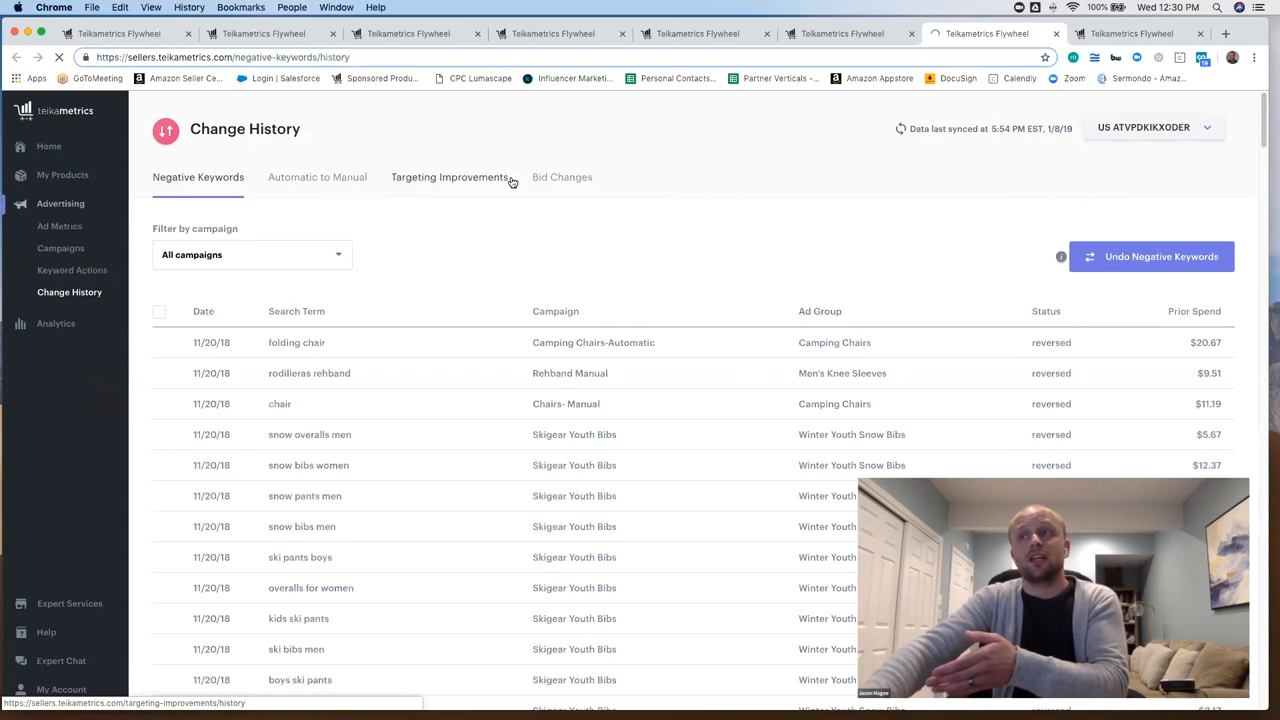 Chrome File Edit View History Bookmarks People Window Help
100% Wed 12:30 PM
Teikametrics Flywheel Teikametrics Flywheel Teikametrics Flywheel Teikametrics Flywheel Teikametrics Flywheel Teikametrics Flywheel Teikametrics Flywheel Teikametrics Flywheel
https://sellers.teikametrics.com/negative-keywords/history
Apps GoToMeeting Amazon Seller Ce... Login | Salesforce Sponsored Produ... CPC Lumascape Influencer Marketi... Personal Contact... Partner Verticals -... Amazon Appstore DocuSign Calendly Zoom Sermondo - Amaz...
teikametrics
Change History
Data last synced at 5:54 PM EST, 1/8/19
US ATVPDKIKX0DER
Home
My Products
Advertising
Ad Metrics
Campaigns
Keyword Actions
Change History
Analytics
Expert Services
Help
Expert Chat
My Account
Negative Keywords Automatic to Manual Targeting Improvements Bid Changes
Filter by campaign
All campaigns
Undo Negative Keywords
Date Search Term Campaign Ad Group Status Prior Spend
11/20/18 folding chair Camping Chairs-Automatic Camping Chairs reversed $20.67
11/20/18 rodilleras rehband Rehband Manual Men's Knee Sleeves reversed $9.51
11/20/18 chair Chairs- Manual Camping Chairs reversed $11.19
11/20/18 snow overalls men Skigear Youth Bibs Winter Youth Snow Bibs reversed $5.67
11/20/18 snow bibs women Skigear Youth Bibs Winter Youth Snow Bibs reversed $12.37
11/20/18 snow pants men Skigear Youth Bibs Winter Youth
11/20/18 snow bibs men Skigear Youth Bibs Winter Youth
11/20/18 ski pants boys Skigear Youth Bibs Winter Youth
11/20/18 overalls for women Skigear Youth Bibs Winter Youth
11/20/18 kids ski pants Skigear Youth Bibs Winter Youth
11/20/18 ski bibs men Skigear Youth Bibs Winter Youth
11/20/18 boys ski pants Skigear Youth Bibs Winter Youth
Jason Magee
https://sellers.teikametrics.com/targeting-improvements/history